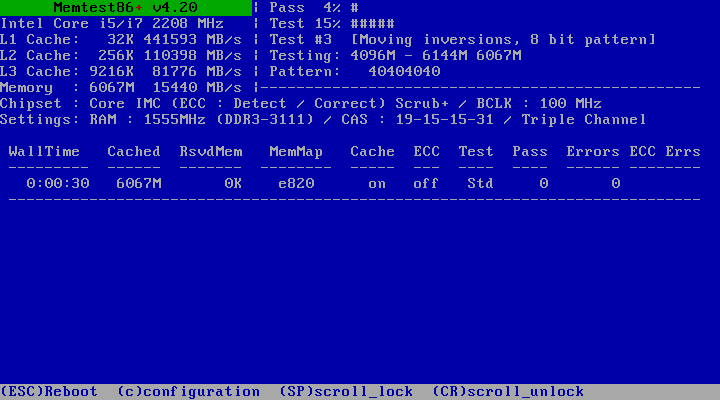 Memtest86+ v4.20 | Pass 4% #
Intel Core i5/i7 2208 MHz | Test 15% #####
L1 Cache: 32K 441593 MB/s | Test #3 [Moving inversions, 8 bit pattern]
L2 Cache: 256K 110398 MB/s | Testing: 4096M - 6144M 6067M
L3 Cache: 9216K 81776 MB/s | Pattern: 40404040
Memory : 6067M 15440 MB/s |-------------------------------------------------
Chipset : Core IMC (ECC : Detect / Correct) Scrub+ / BCLK : 100 MHz
Settings: RAM : 1555MHz (DDR3-3111) / CAS : 19-15-15-31 / Triple Channel
WallTime Cached RsvdMem MemMap Cache ECC Test Pass Errors ECC Errs
--------- ------ ------- -------- ----- --- ---- ---- ------ --------
0:00:30 6067M 0K e820 on off Std 0 0
-----------------------------------------------------------------------------
(ESC)Reboot (c)configuration (SP)scroll_lock (CR)scroll_unlock